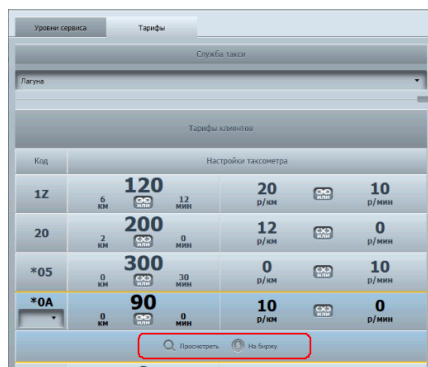 Уровни сервиса Тарифы
Служба такси
Лагуна
Тарифы клиентов
Код Настройки таксометра
1Z 6 км 120 или 12 мин 20 р/км или 10 р/мин
20 2 км 200 или 0 мин 12 р/км или 0 р/мин
*05 0 км 300 или 30 мин 0 р/км или 10 р/мин
*0A 0 км 90 или 0 мин 10 р/км или 0 р/мин
Просмотреть На биржу